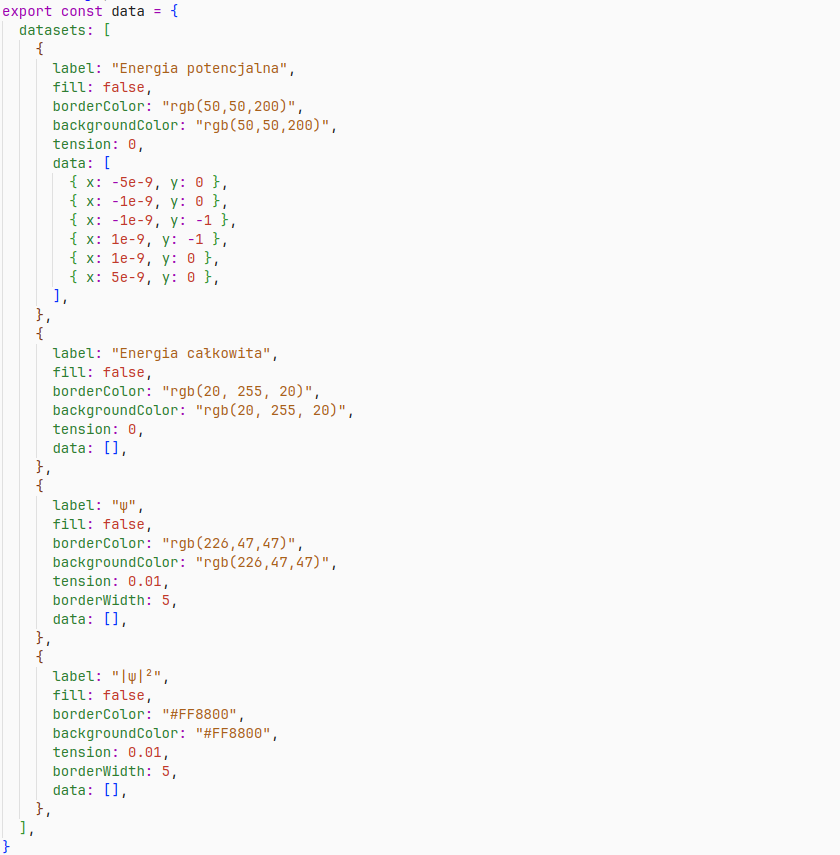 export const data = {
  datasets: [
    {
      label: "Energia potencjalna",
      fill: false,
      borderColor: "rgb(50,50,200)",
      backgroundColor: "rgb(50,50,200)",
      tension: 0,
      data: [
        { x: -5e-9, y: 0 },
        { x: -1e-9, y: 0 },
        { x: -1e-9, y: -1 },
        { x: 1e-9, y: -1 },
        { x: 1e-9, y: 0 },
        { x: 5e-9, y: 0 },
      ],
    },
    {
      label: "Energia całkowita",
      fill: false,
      borderColor: "rgb(20, 255, 20)",
      backgroundColor: "rgb(20, 255, 20)",
      tension: 0,
      data: [],
    },
    {
      label: "ψ",
      fill: false,
      borderColor: "rgb(226,47,47)",
      backgroundColor: "rgb(226,47,47)",
      tension: 0.01,
      borderWidth: 5,
      data: [],
    },
    {
      label: "|ψ|²",
      fill: false,
      borderColor: "#FF8800",
      backgroundColor: "#FF8800",
      tension: 0.01,
      borderWidth: 5,
      data: [],
    },
  ],
}